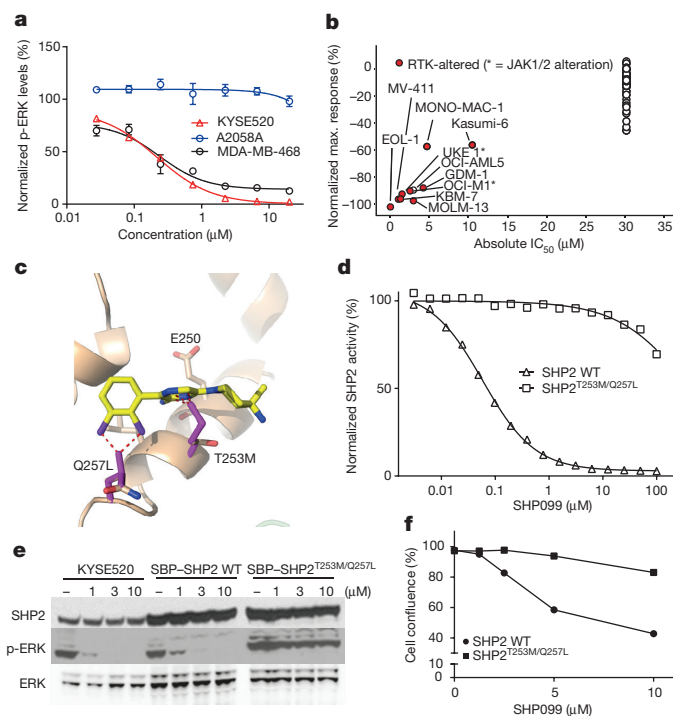 a
Normalized p-ERK levels (%)
150
100
50
0
0.01
0.1
1
10
Concentration (μM)
KYSE520
A2058A
MDA-MB-468
b
Normalized max. response (%)
0
−20
−40
−60
−80
−100
0 5 10 15 20 25 30 35
Absolute IC50 (μM)
RTK-altered (* = JAK1/2 alteration)
MV-411
MONO-MAC-1
Kasumi-6
EOL-1
UKE 1*
OCI-AML5
GDM-1
OCI-M1*
KBM-7
MOLM-13
c
E250
T253M
Q257L
d
Normalized SHP2 activity (%)
100
50
0
0.01 0.1 1 10 100
SHP099
(μM)
SHP2 WT
SHP2T253M/Q257L
e
KYSE520 SBP–SHP2 WT SBP–SHP2T253M/Q257L
– 1 3 10 – 1 3 10 – 1 3 10 (μM)
SHP2
p-ERK
ERK
f
Cell confluence (%)
100
80
60
40
10
0
0 5 10
SHP099
(μM)
SHP2 WT
SHP2T253M/Q257L